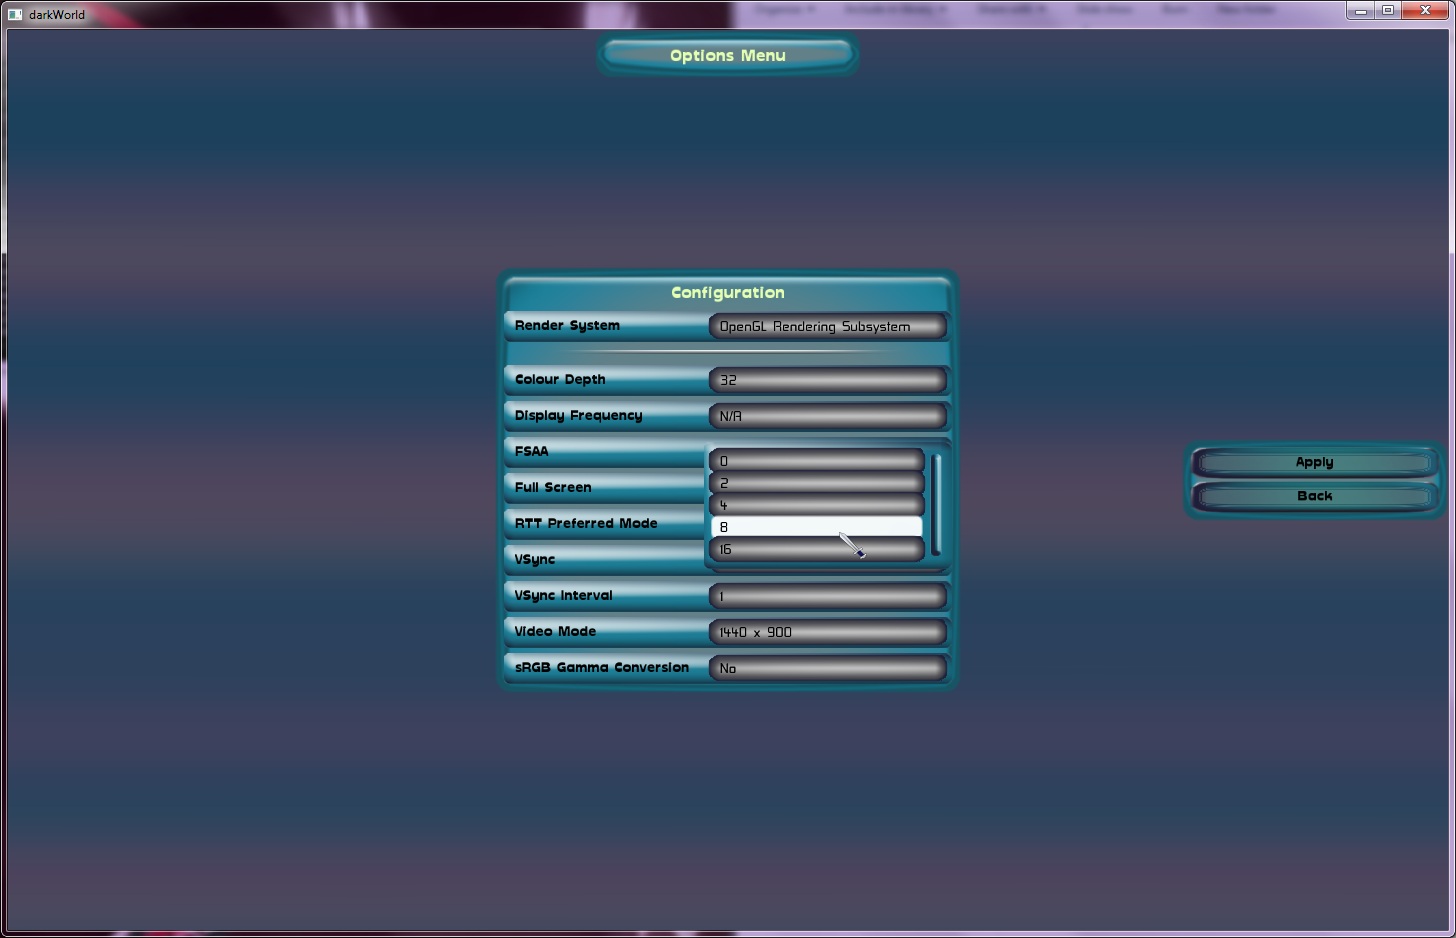 darkWorld
Options Menu
Configuration
Render System OpenGL Rendering Subsystem
Colour Depth 32
Display Frequency N/A
FSAA
0
2
4
8
16
Full Screen
RTT Preferred Mode
VSync
VSync Interval 1
Video Mode 1440 x 900
sRGB Gamma Conversion No
Apply
Back